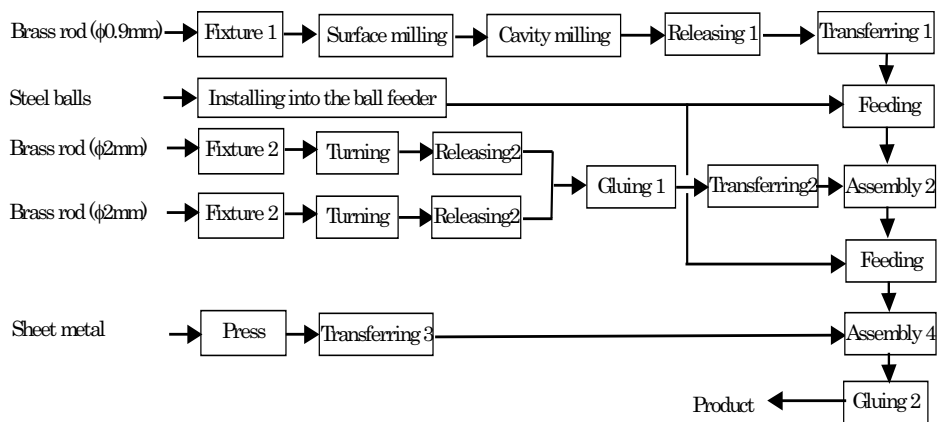 Brass rod (ϕ0.9mm) Fixture 1 Surface milling Cavity milling Releasing 1 Transferring 1
Steel balls Installing into the ball feeder Feeding
Brass rod (ϕ2mm) Fixture 2 Turning Releasing2
Gluing 1 Transferring2 Assembly 2
Brass rod (ϕ2mm) Fixture 2 Turning Releasing2
Feeding
Sheet metal Press Transferring 3 Assembly 4
Product Gluing 2